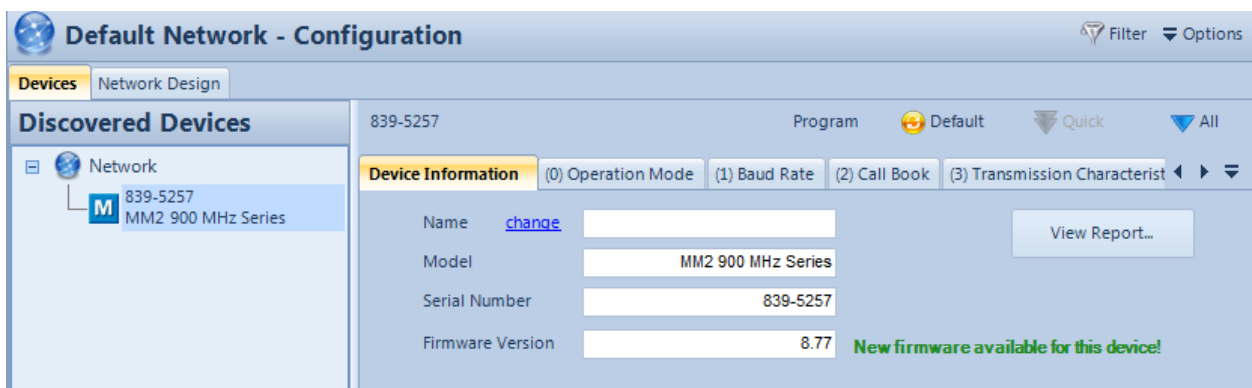 Default Network - Configuration
Filter Options
Devices Network Design
Discovered Devices
Network
M
839-5257
MM2 900 MHz Series
839-5257 Program Default Quick All
Device Information (0) Operation Mode (1) Baud Rate (2) Call Book (3) Transmission Characterist
Name change
View Report...
Model MM2 900 MHz Series
Serial Number 839-5257
Firmware Version 8.77 New firmware available for this device!